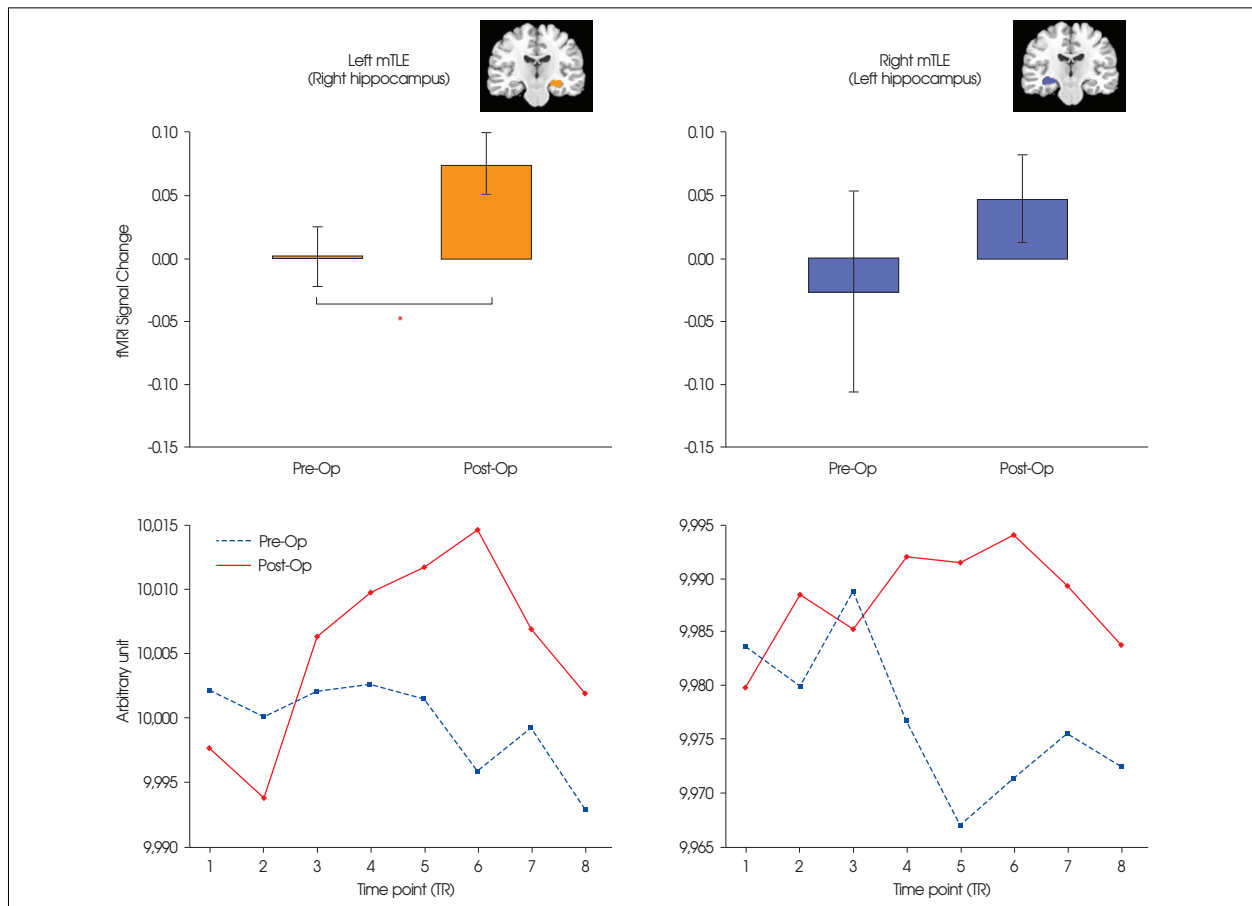 Left mTLE
(Right hippocampus)
Right mTLE
(Left hippocampus)
fMRI Signal Change
0.10
0.05
0.00
-0.05
-0.10
-0.15
*
Pre-Op
Post-Op
0.10
0.05
0.00
-0.05
-0.10
-0.15
Pre-Op
Post-Op
Arbitrary unit
10,015
10,010
10,005
10,000
9,995
9,990
Pre-Op
Post-Op
1 2 3 4 5 6 7 8
Time point (TR)
9,995
9,990
9,985
9,980
9,975
9,970
9,965
1 2 3 4 5 6 7 8
Time point (TR)